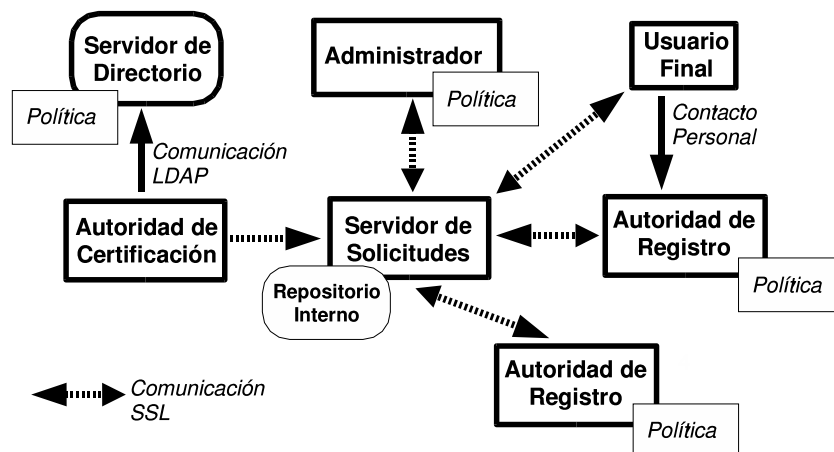 Servidor de
Directorio
Política
Administrador
Política
Usuario
Final
Contacto
Personal
Comunicación
LDAP
Autoridad de
Certificación
Servidor de
Solicitudes
Repositorio
Interno
Autoridad de
Registro
Política
Autoridad de
Registro
Política
Comunicación
SSL